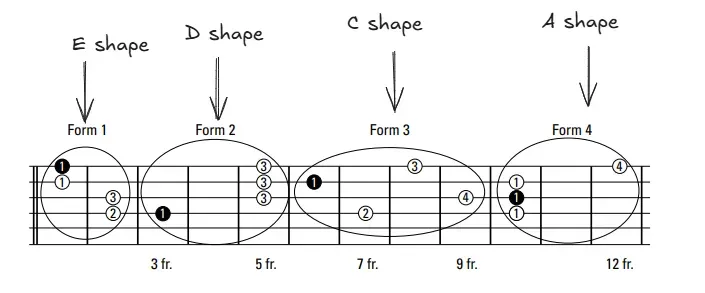 E shape
D shape
C shape
A shape
Form 1
Form 2
Form 3
Form 4
1
3
3
4
1
3
1
1
3
3
4
1
2
1
2
1
3 fr.
5 fr.
7 fr.
9 fr.
12 fr.